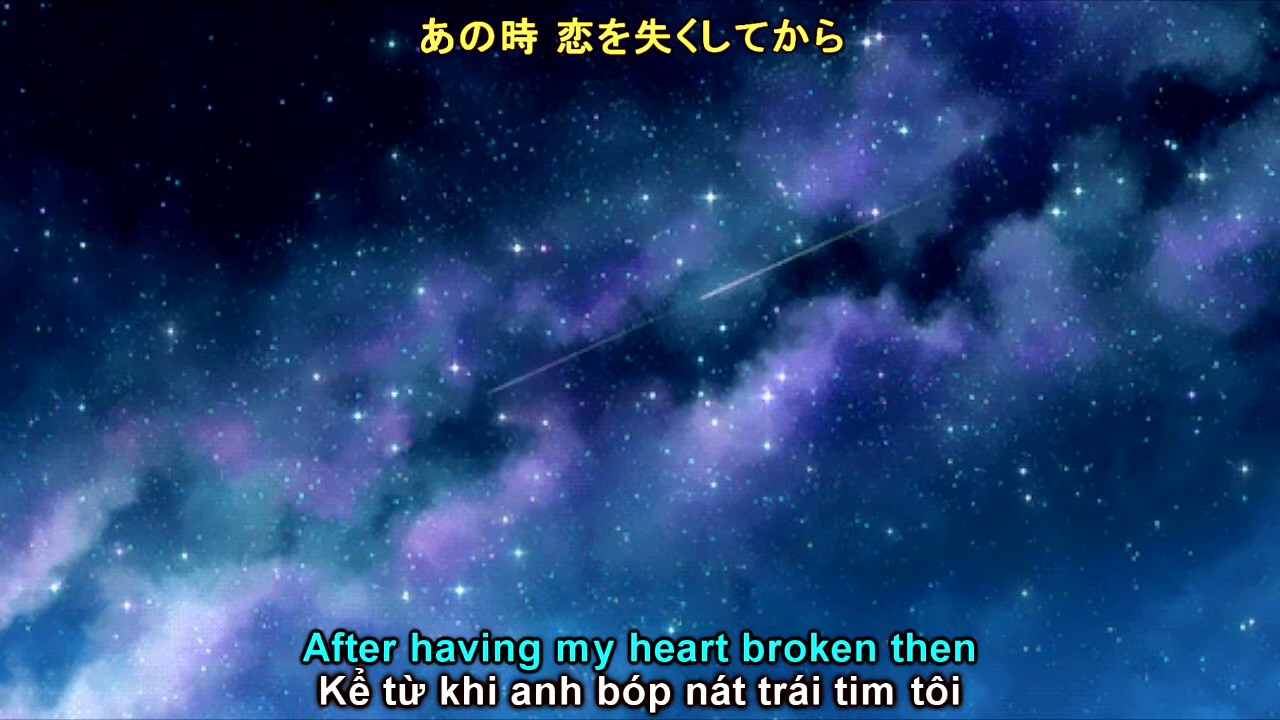 あの時 恋を失くしてから
After having my heart broken then
Kể từ khi anh bóp nát trái tim tôi